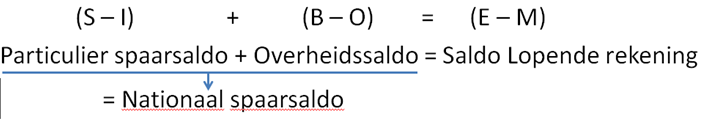 (S – I) + (B – O) = (E – M)
Particulier spaarsaldo + Overheidssaldo = Saldo Lopende rekening
= Nationaal spaarsaldo